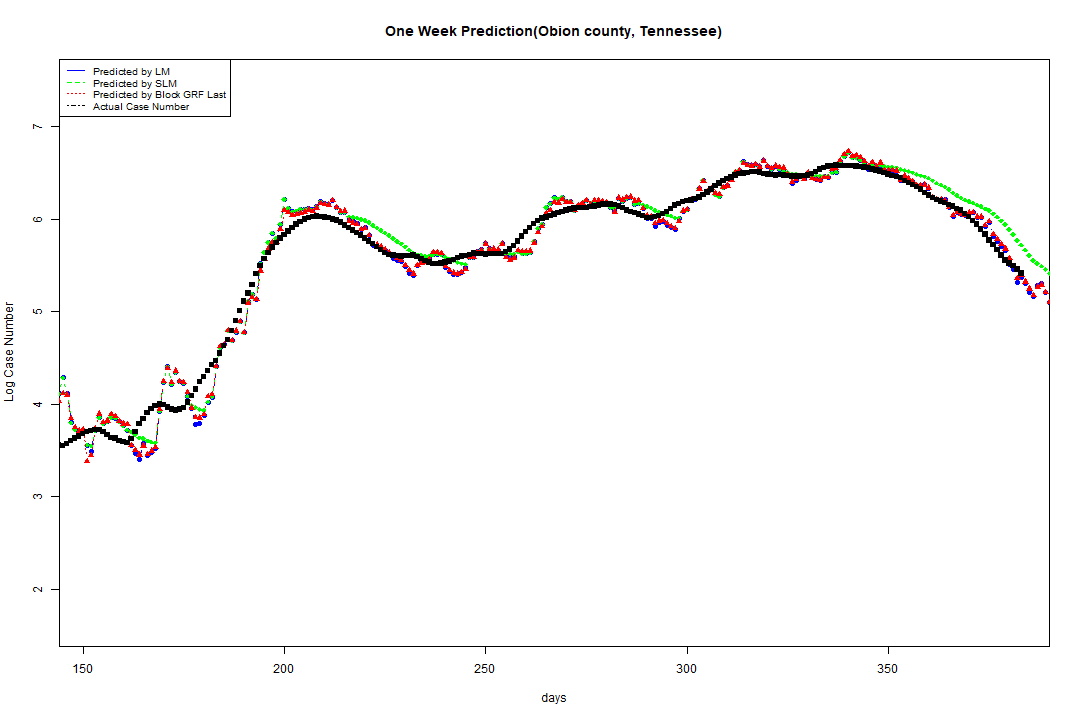 One Week Prediction(Obion county, Tennessee)
Predicted by LM
Predicted by SLM
Predicted by Block GRF Last
Actual Case Number
Log Case Number
7
6
5
4
3
2
150 200 250 300 350
days